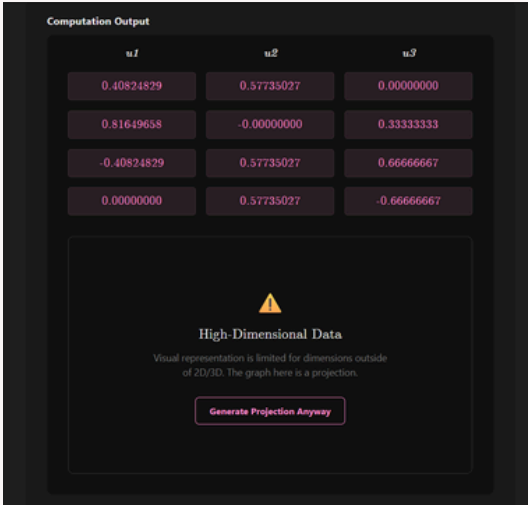 Computation Output
u1 u2 u3
0.40824829 0.57735027 0.00000000
0.81649658 -0.00000000 0.33333333
-0.40824829 0.57735027 0.66666667
0.00000000 0.57735027 -0.66666667
High-Dimensional Data
Visual representation is limited for dimensions outside
of 2D/3D. The graph here is a projection.
Generate Projection Anyway